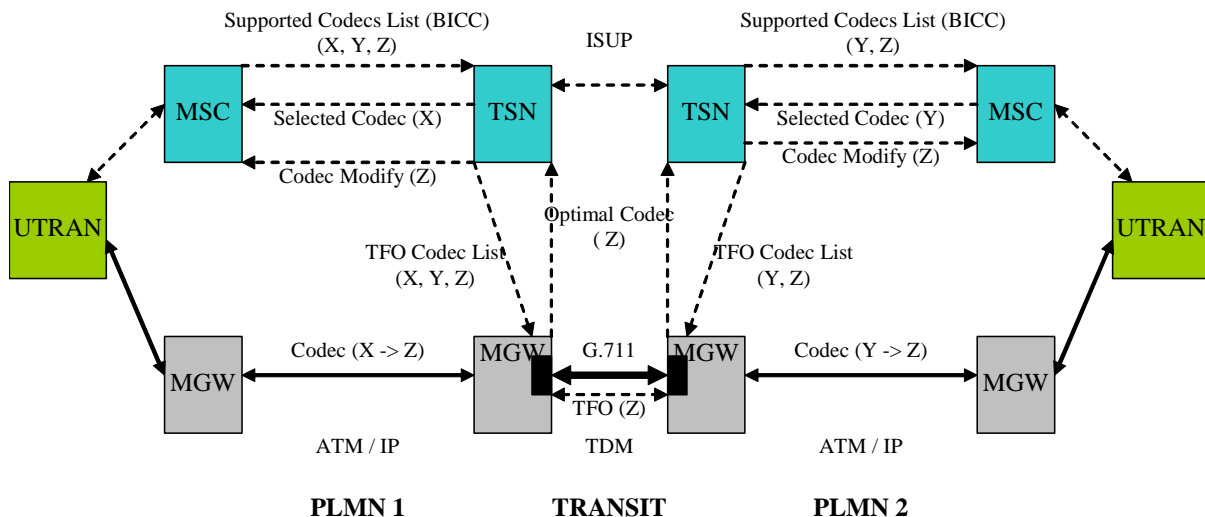 Supported Codecs List (BICC)
(X, Y, Z)
ISUP
Supported Codecs List (BICC)
(Y, Z)
MSC
TSN
TSN
MSC
Selected Codec (X)
Selected Codec (Y)
Codec Modify (Z)
Codec Modify (Z)
UTRAN
UTRAN
Optimal Codec
( Z)
TFO Codec List
(X, Y, Z)
TFO Codec List
(Y, Z)
MGW
Codec (X -> Z)
MGW
G.711
MGW
Codec (Y -> Z)
MGW
TFO (Z)
ATM / IP
TDM
ATM / IP
PLMN 1
TRANSIT
PLMN 2